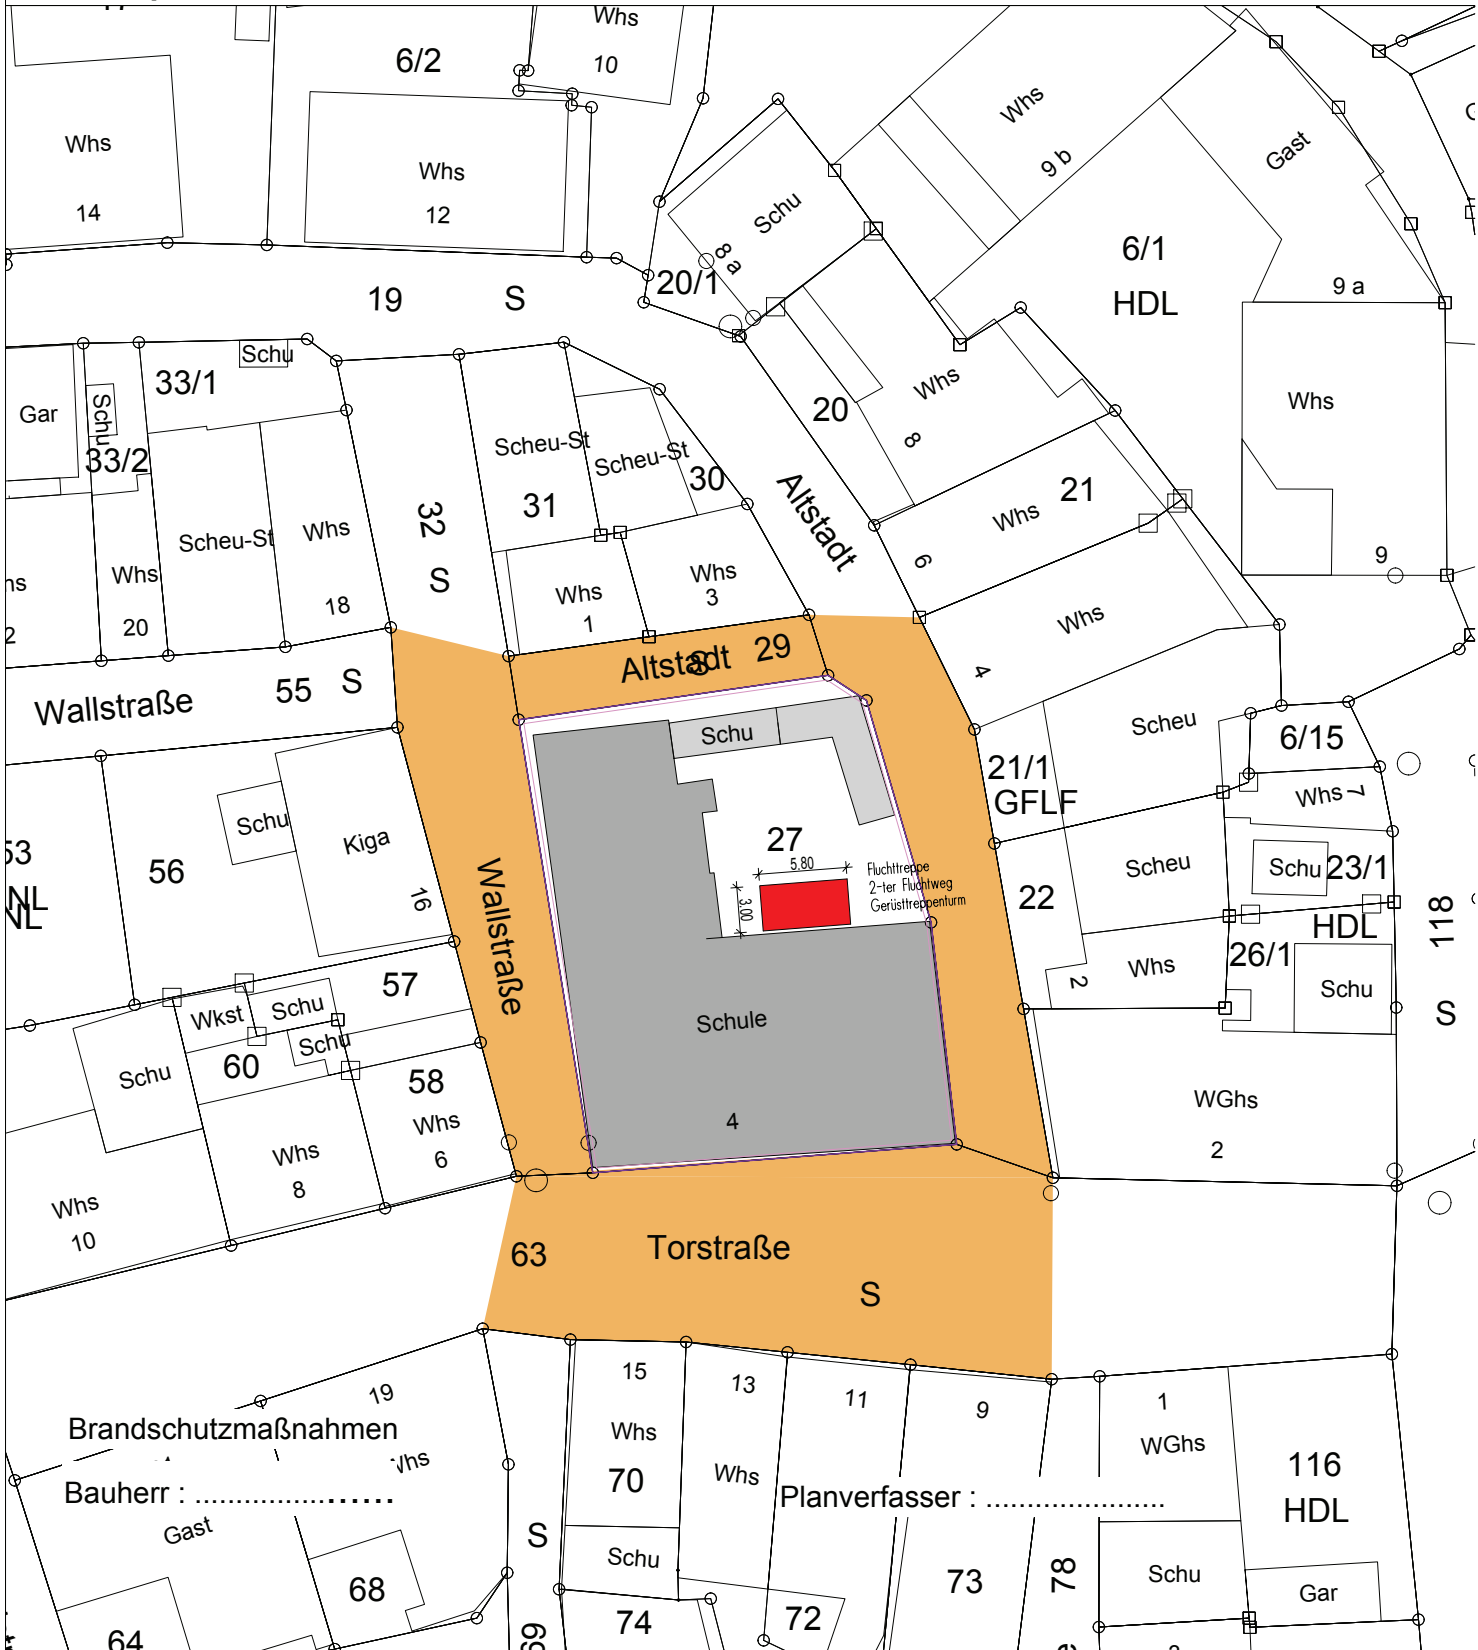 Whs
10
6/2
Whs
14
Whs
12
Whs
9 b
Gast
Schu
8 a
6/1
HDL
9 a
20/1
19
S
Schu
33/1
Gar
Schu
33/2
Whs
8
20
Whs
Scheu-St
Scheu-St
30
31
32
S
Altstadt
Whs
21
6
9
Scheu-St
Whs
18
Whs
20
2
Whs
1
Whs
3
Whs
4
Altstadt
S
29
Wallstraße
55
S
Schu
Scheu
6/15
21/1
GFLF
Whs
7
53
NL
NL
56
Schu
Kiga
16
Wallstraße
27
5.80
3.00
Fluchttreppe
2-ter Fluchtweg
Gerüsttreppenturm
Scheu
Schu
23/1
22
HDL
118
S
26/1
Whs
2
Schu
57
Wkst
Schu
Schu
Schu
60
58
Whs
6
Whs
8
Whs
10
Schule
4
WGhs
2
63
Torstraße
S
19
15
13
11
9
1
Brandschutzmaßnahmen
Whs
Whs
70
Whs
WGhs
116
HDL
Bauherr : ......................
Planverfasser : ......................
Gast
S
Schu
68
73
78
Schu
Gar
64
69
74
72